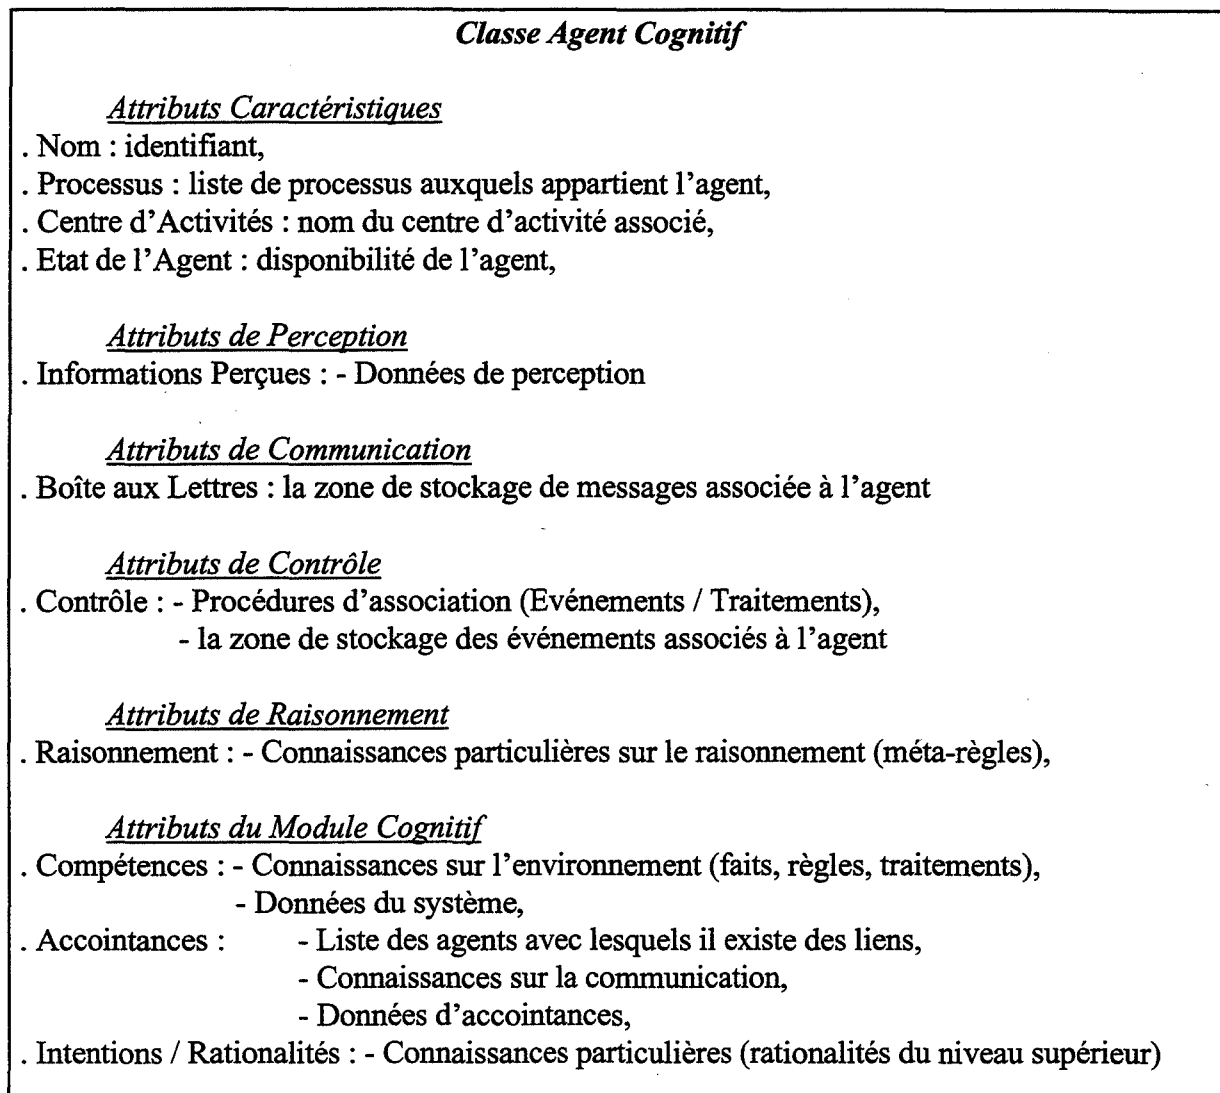 Classe Agent Cognitif
Attributs Caractéristiques
. Nom : identifiant,
. Processus : liste de processus auxquels appartient l'agent,
. Centre d'Activités : nom du centre d'activité associé,
. Etat de l'Agent : disponibilité de l'agent,
Attributs de Perception
. Informations Perçues : - Données de perception
Attributs de Communication
. Boîte aux Lettres : la zone de stockage de messages associée à l'agent
Attributs de Contrôle
. Contrôle : - Procédures d'association (Evénements / Traitements),
- la zone de stockage des événements associés à l'agent
Attributs de Raisonnement
. Raisonnement : - Connaissances particulières sur le raisonnement (méta-règles),
Attributs du Module Cognitif
. Compétences : - Connaissances sur l'environnement (faits, règles, traitements),
- Données du système,
. Accointances : - Liste des agents avec lesquels il existe des liens,
- Connaissances sur la communication,
- Données d'accointances,
. Intentions / Rationalités : - Connaissances particulières (rationalités du niveau supérieur)